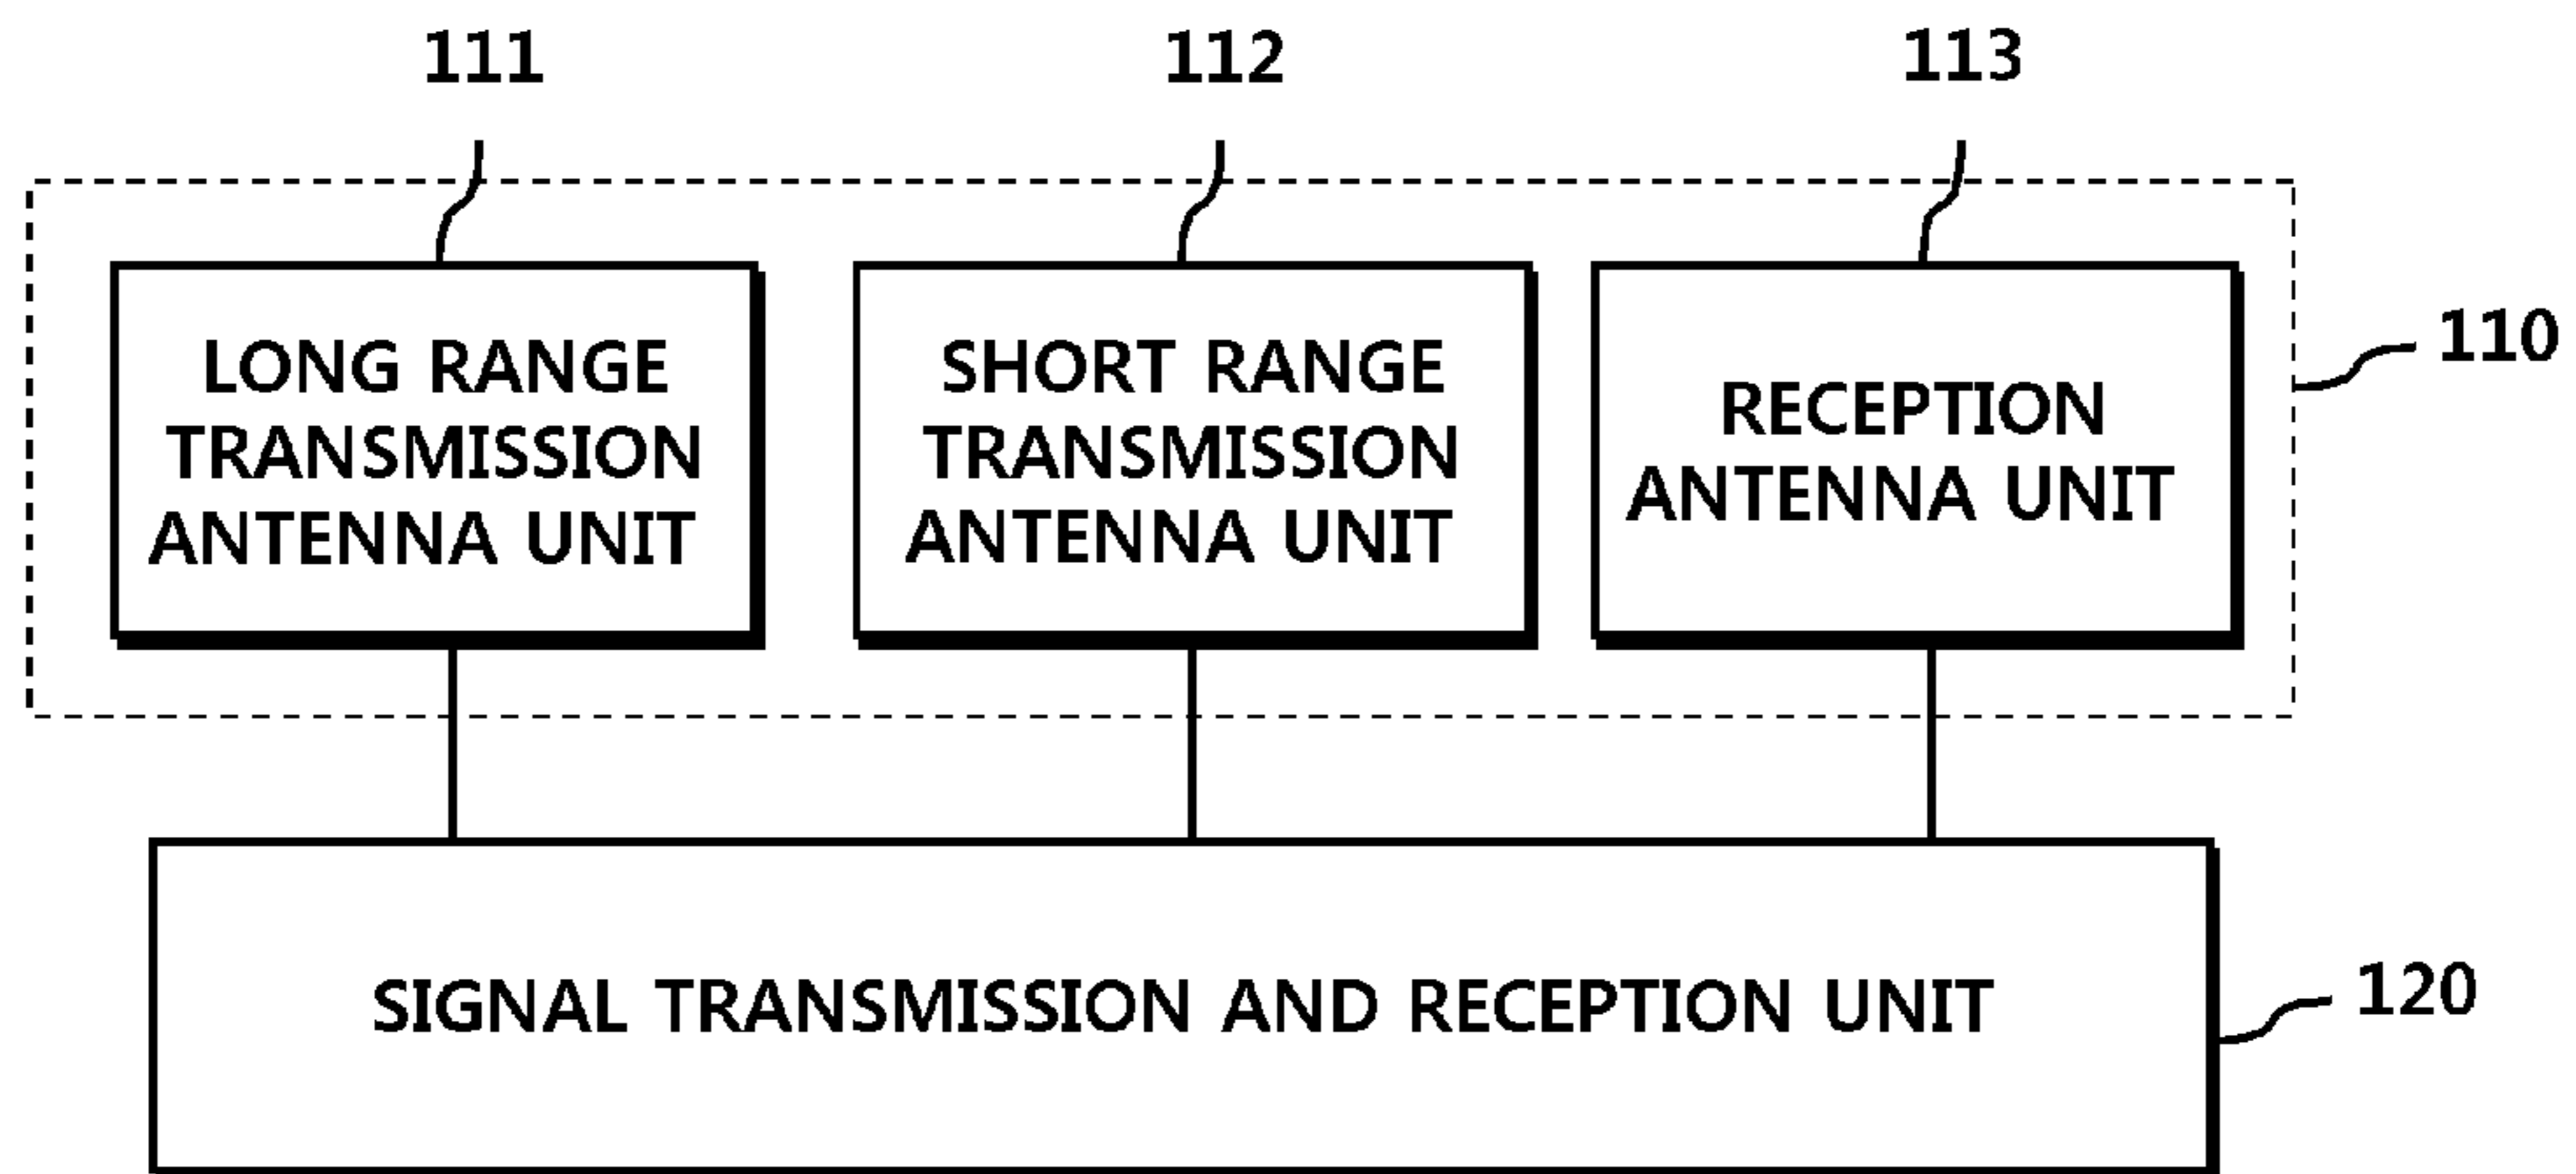 111
112
113
LONG RANGE
TRANSMISSION
ANTENNA UNIT
SHORT RANGE
TRANSMISSION
ANTENNA UNIT
RECEPTION
ANTENNA UNIT
110
SIGNAL TRANSMISSION AND RECEPTION UNIT
120